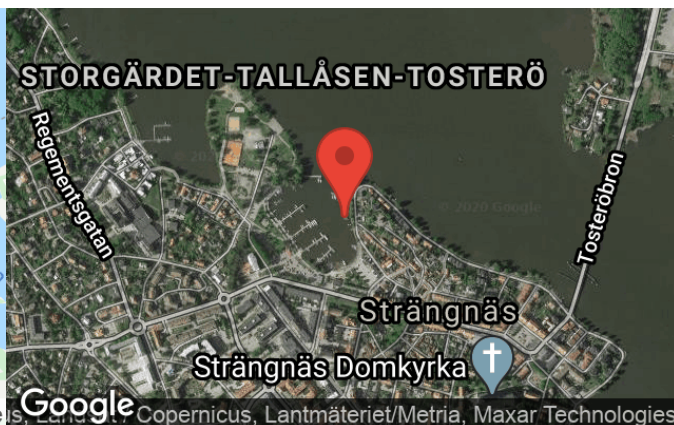 STORGÄRDET-TALLÅSEN-TOSTERÖ
Regementsgatan
© 2020 Google
Tosteröbron
Strängnäs
Strängnäs Domkyrka
Google
Copernicus, Lantmäteriet/Metria, Maxar Technologies